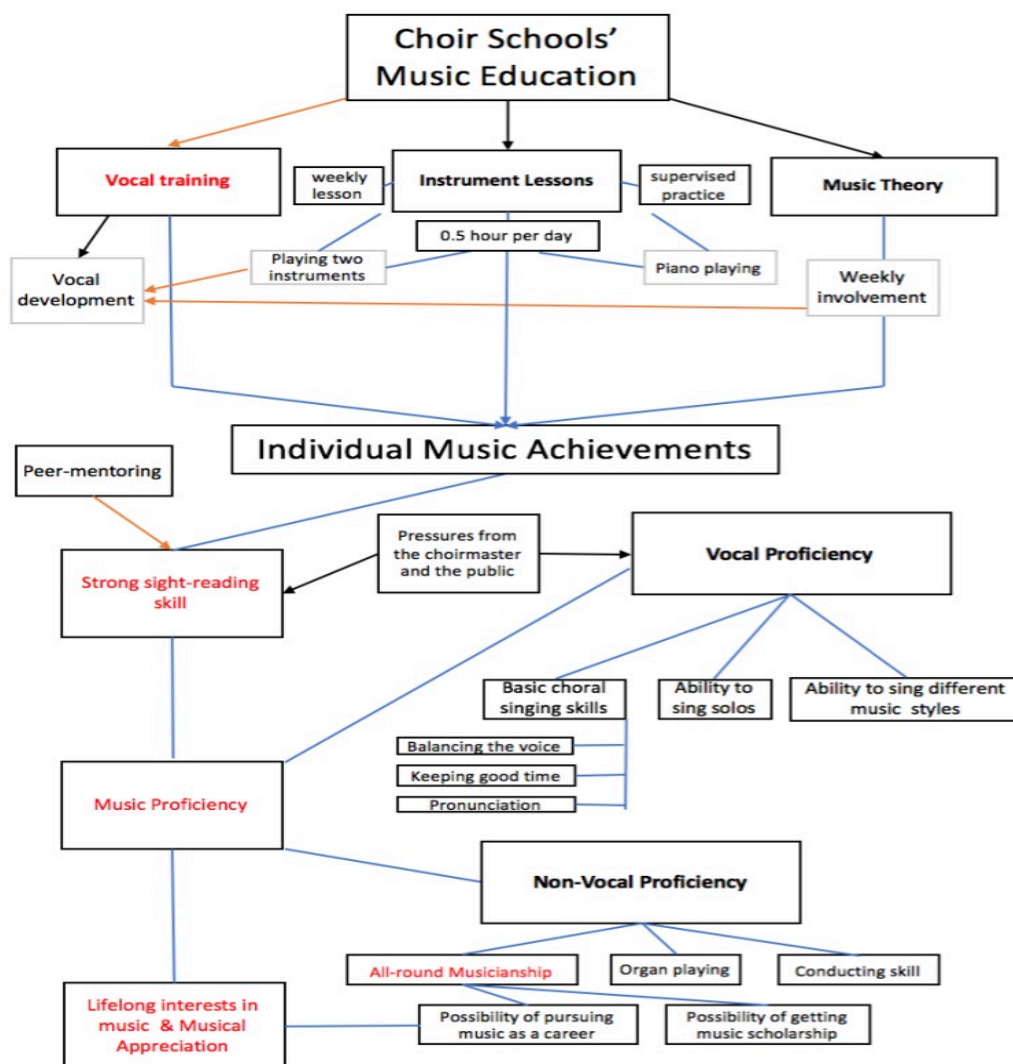 Choir Schools'
Music Education
Vocal training
weekly
lesson
Instrument Lessons
supervised
practice
Music Theory
0.5 hour per day
Vocal
development
Playing two
instruments
Piano playing
Weekly
involvement
Individual Music Achievements
Peer-mentoring
Pressures from
the choirmaster
and the public
Vocal Proficiency
Strong sight-reading
skill
Basic choral
singing skills
Ability to
sing solos
Ability to sing different
music styles
Balancing the voice
Keeping good time
Pronunciation
Music Proficiency
Non-Vocal Proficiency
All-round Musicianship
Organ playing
Conducting skill
Lifelong interests in
music & Musical
Appreciation
Possibility of pursuing
music as a career
Possibility of getting
music scholarship